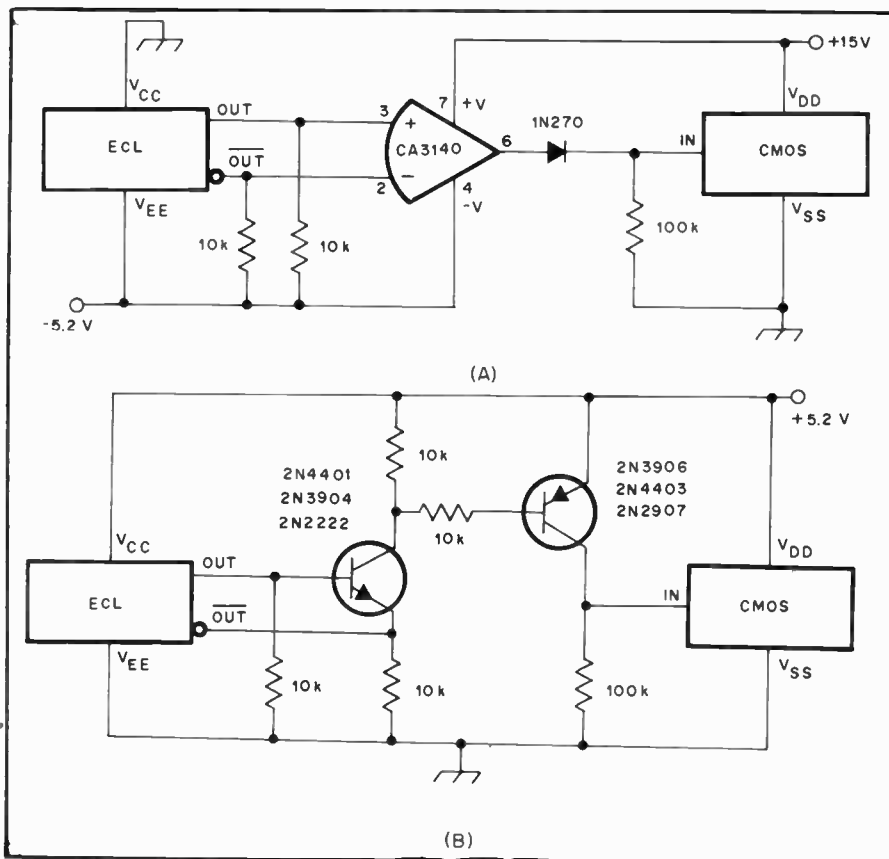 +15V
VCC
VDD
OUT
3
+
7
+V
1N270
ECL
CA3140
6
IN
CMOS
OUT
2
−
4
-V
VEE
VSS
10k
10k
100k
-5.2 V
(A)
+5.2 V
10k
2N4401
2N3904
2N2222
2N3906
2N4403
2N2907
10k
VCC
VDD
OUT
ECL
IN
CMOS
OUT
VEE
VSS
10k
10k
100k
(B)